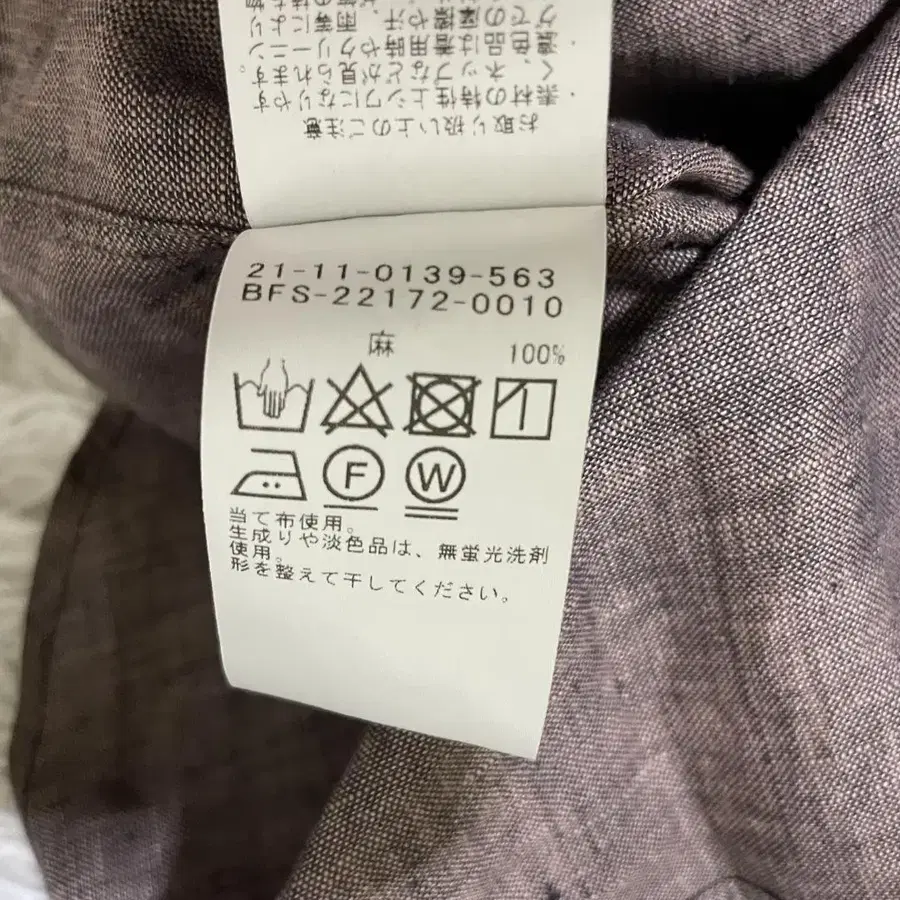 お取り扱い上のご注意
・素材の特性上シワになりやす
く、ネップなどが見られます。
・濃色品は着用時やクリーニン
グでの摩擦や汗、雨等により
21-11-0139-563
BFS-22172-0010
麻 100%
F W
当て布使用。
生成りや淡色品は、無蛍光洗剤
使用。
形を整えて干してください。